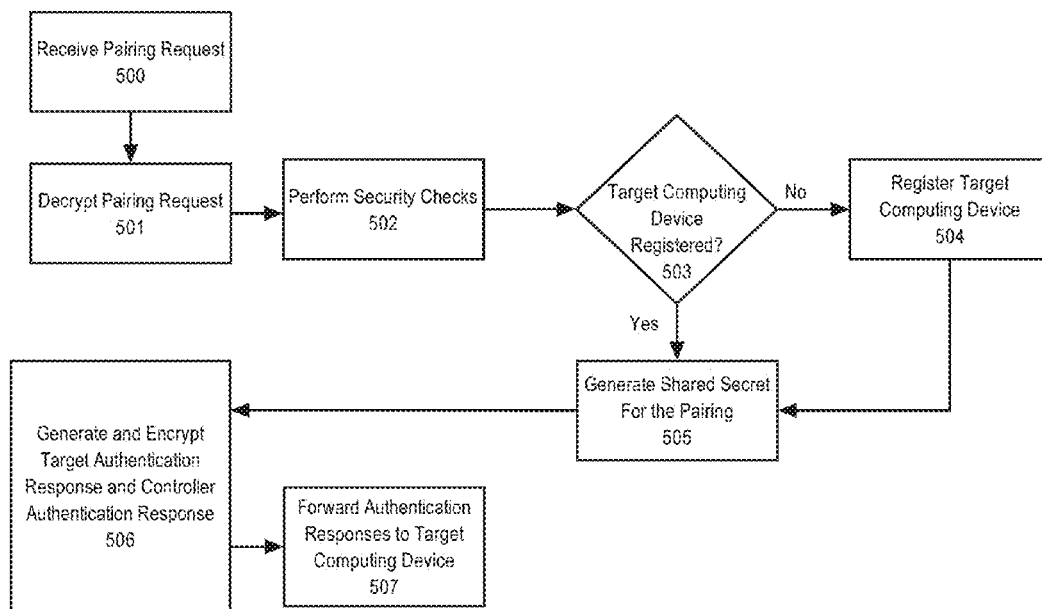 Receive Pairing Request
500
Decrypt Pairing Request
501
Perform Security Checks
502
Target Computing
Device
Registered?
503
No
Register Target
Computing Device
504
Yes
Generate Shared Secret
For the Pairing
505
Generate and Encrypt
Target Authentication
Response and Controller
Authentication Response
506
Forward Authentication
Responses to Target
Computing Device
507